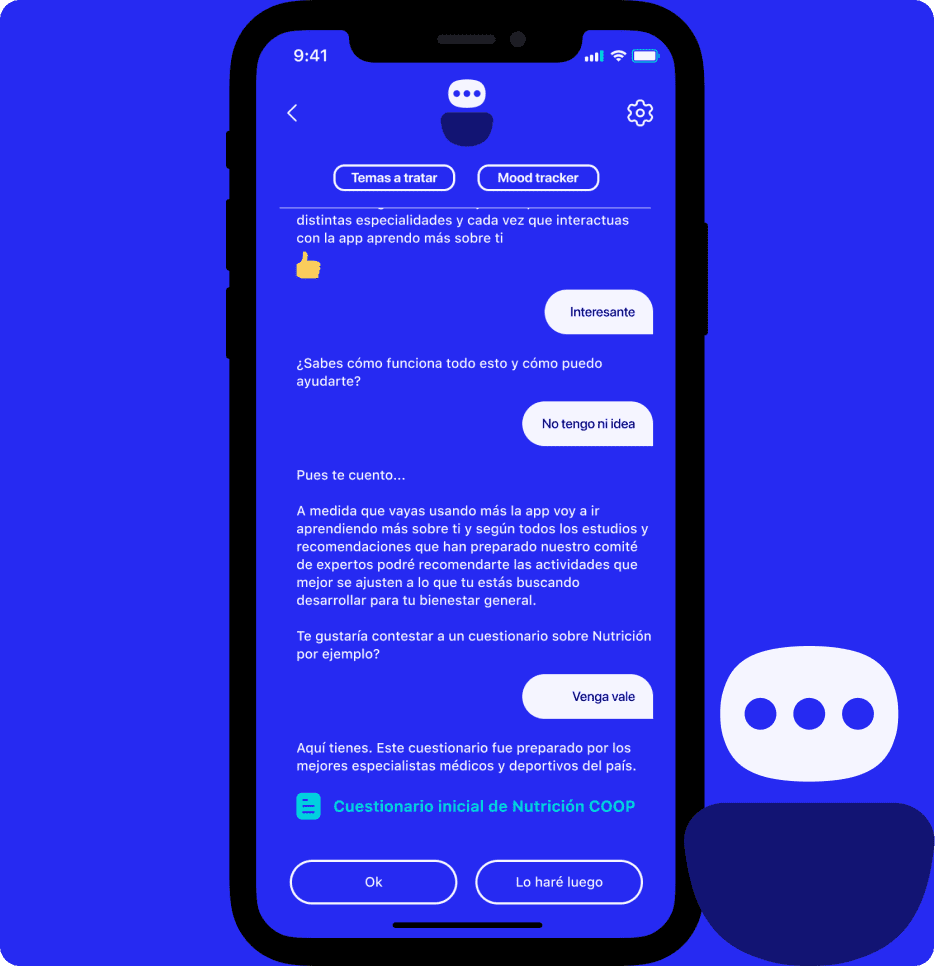 9:41
Temas a tratar
Mood tracker
distintas especialidades y cada vez que interactuas
con la app aprendo más sobre ti
Interesante
¿Sabes cómo funciona todo esto y cómo puedo
ayudarte?
No tengo ni idea
Pues te cuento...
A medida que vayas usando más la app voy a ir
aprendiendo más sobre ti y según todos los estudios y
recomendaciones que han preparado nuestro comité
de expertos podré recomendarte las actividades que
mejor se ajusten a lo que tu estás buscando
desarrollar para tu bienestar general.
Te gustaría contestar a un cuestionario sobre Nutrición
por ejemplo?
Venga vale
Aquí tienes. Este cuestionario fue preparado por los
mejores especialistas médicos y deportivos del país.
Cuestionario inicial de Nutrición COOP
Ok
Lo haré luego